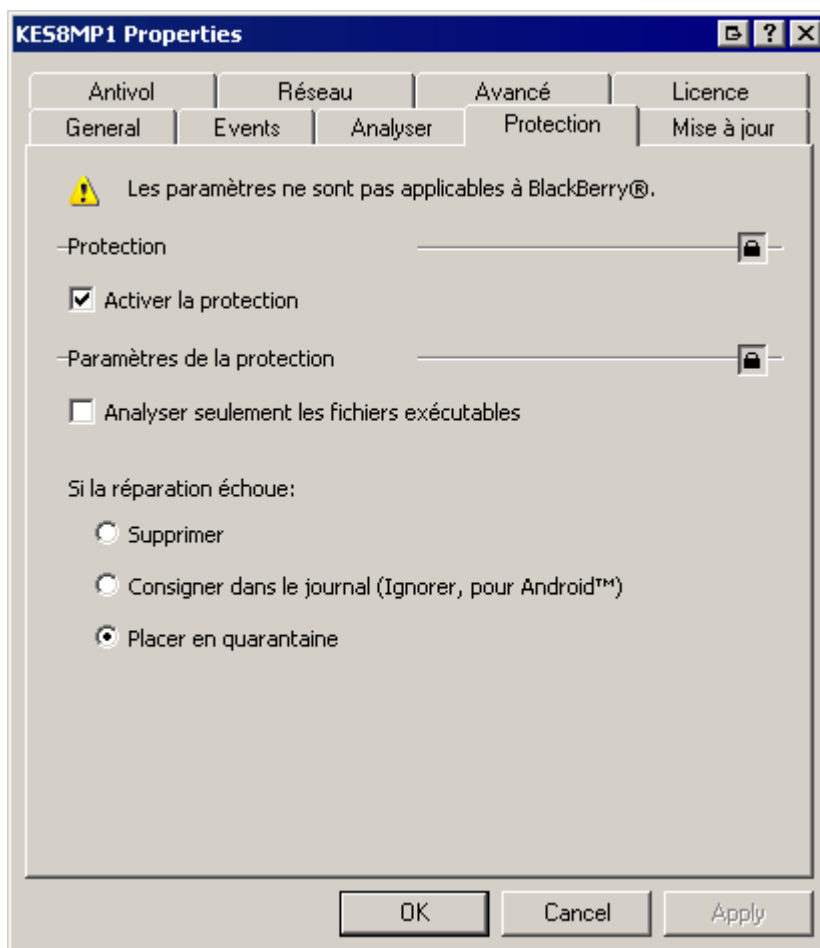 KES8MP1 Properties
Antivol Réseau Avancé Licence
General Events Analyser Protection Mise à jour
Les paramètres ne sont pas applicables à BlackBerry®.
Protection
Activer la protection
Paramètres de la protection
Analyser seulement les fichiers exécutables
Si la réparation échoue:
Supprimer
Consigner dans le journal (Ignorer, pour Android™)
Placer en quarantaine
OK Cancel Apply